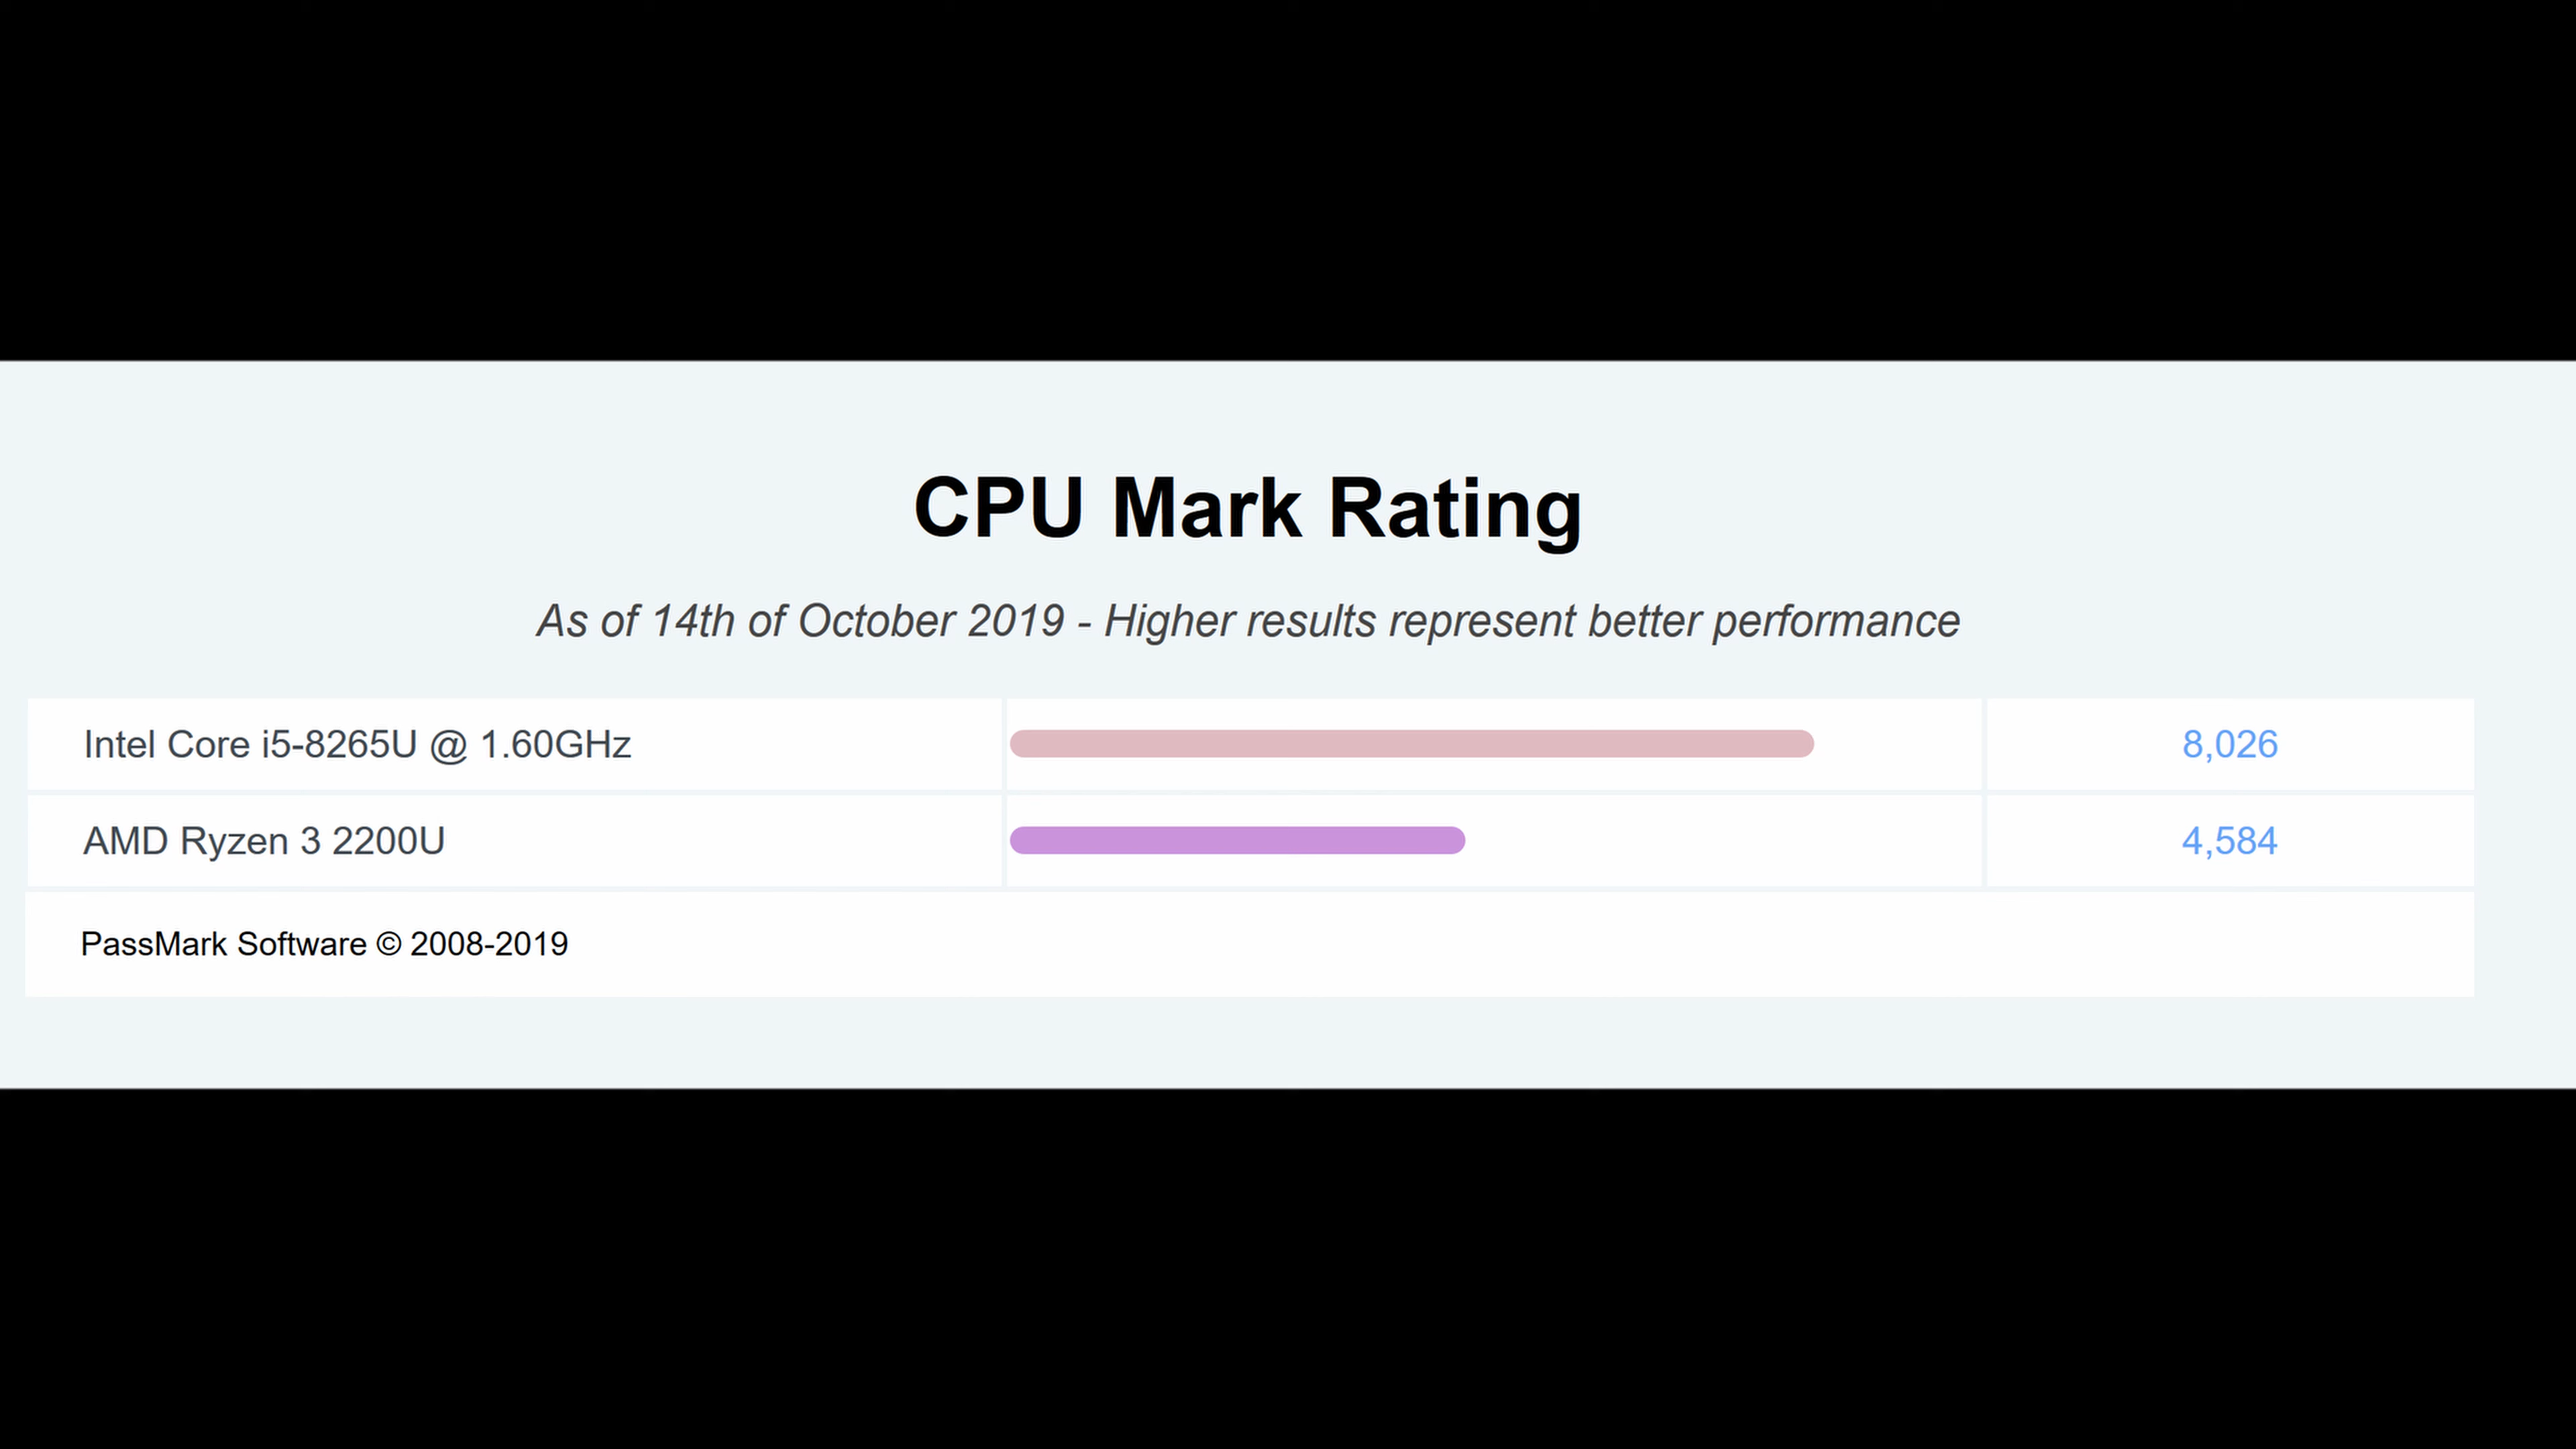 CPU Mark Rating
As of 14th of October 2019 - Higher results represent better performance
Intel Core i5-8265U @ 1.60GHz 8,026
AMD Ryzen 3 2200U 4,584
PassMark Software © 2008-2019